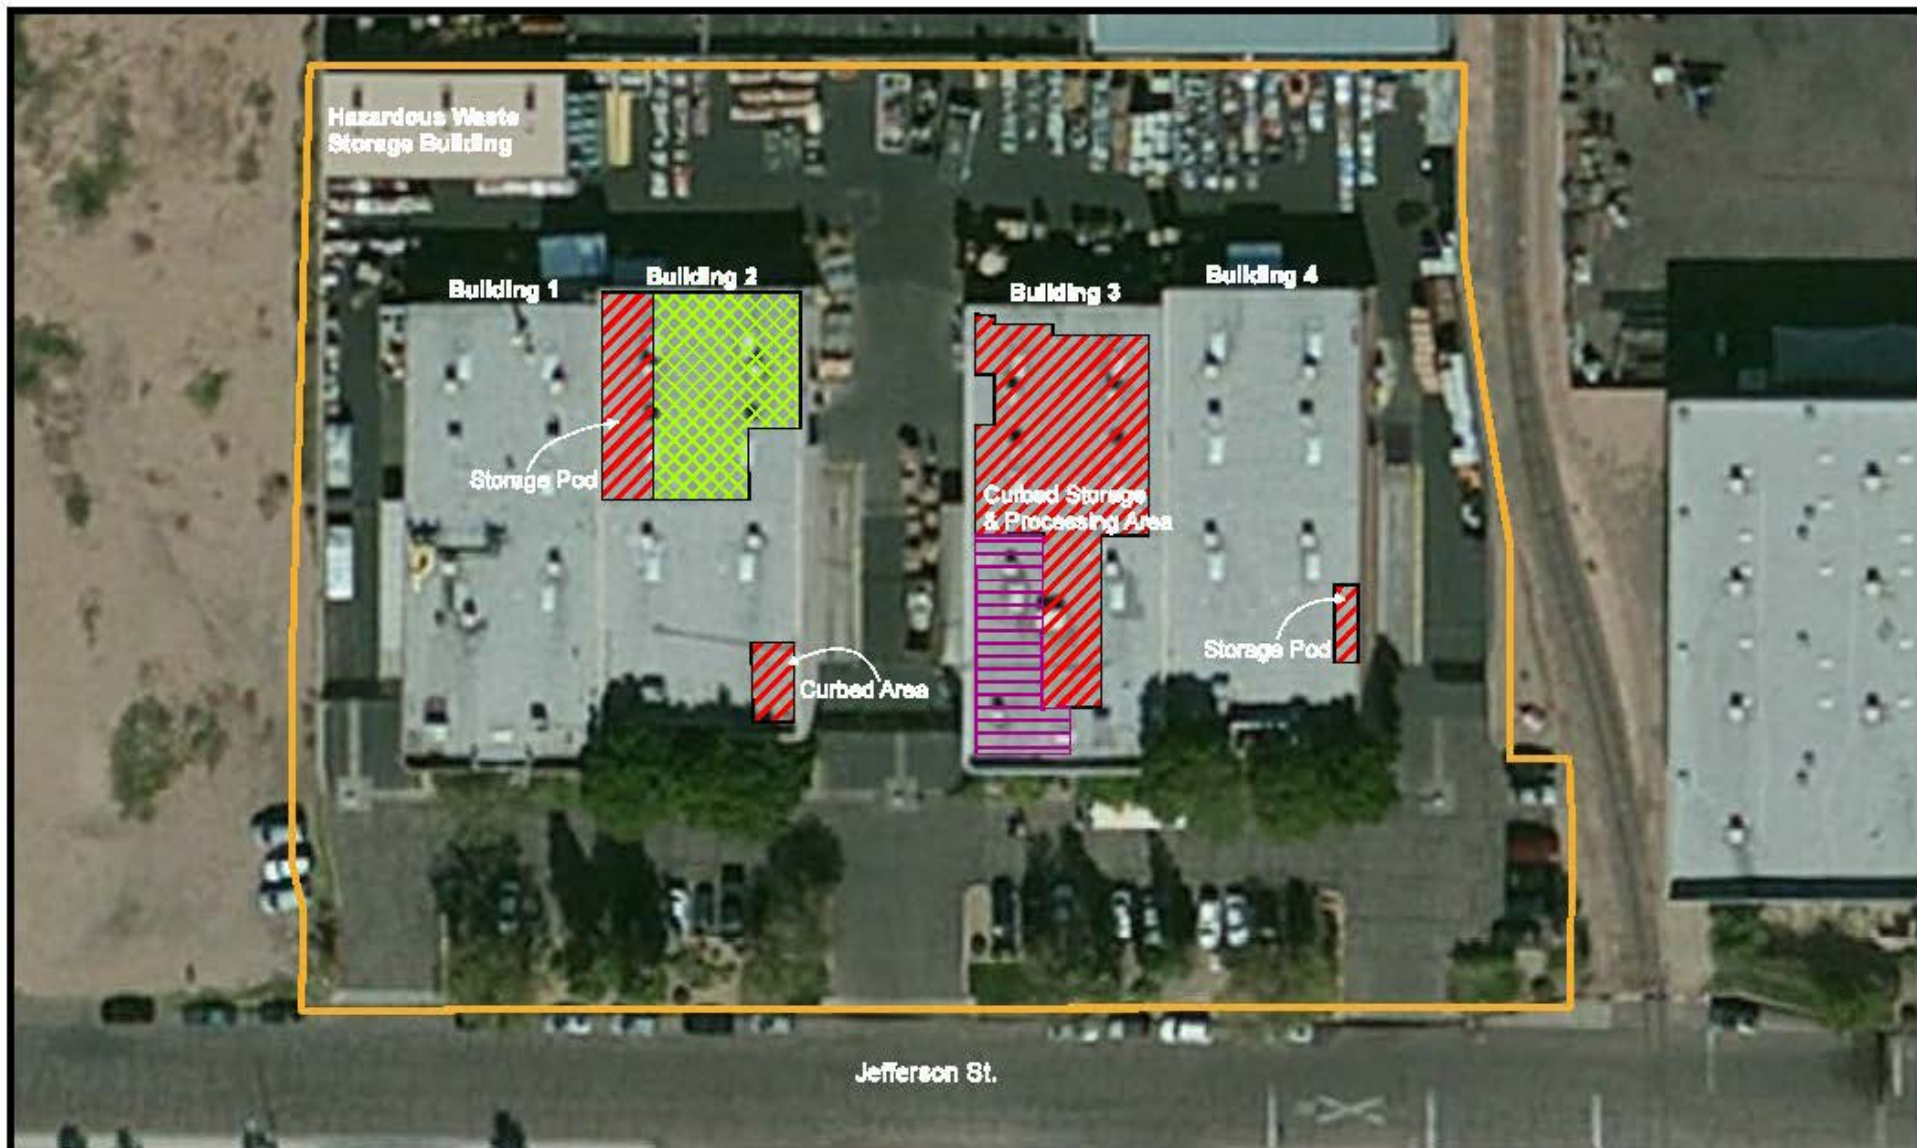 Hazardous Waste
Storage Building
Building 1
Building 2
Building 3
Building 4
Storage Pod
Curbed Storage
& Processing Area
Storage Pod
Curbed Area
Jefferson St.